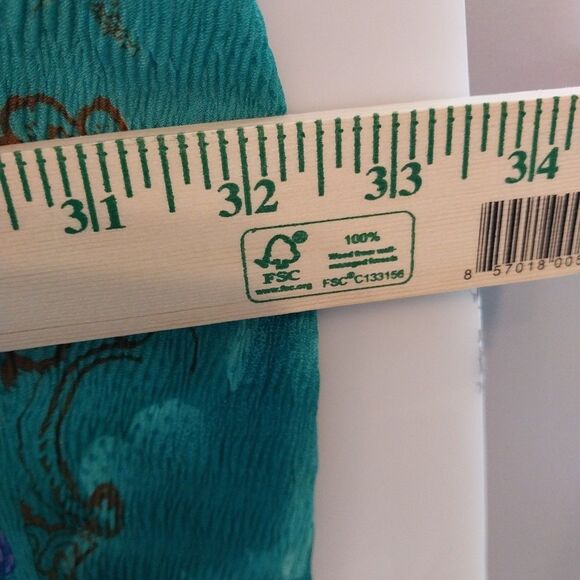 31 32 33 34
100%
Wood from well-
managed forests
FSC
www.fsc.org
FSC® C133156
8 57018 00